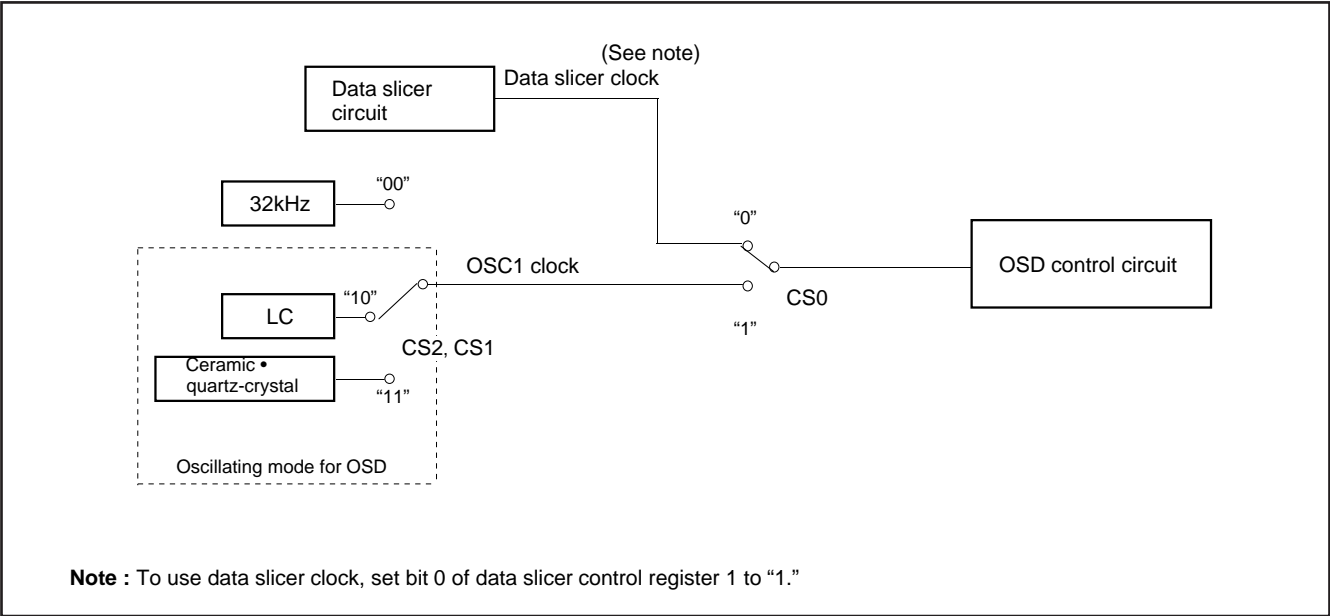 (See note)
Data slicer clock
Data slicer
circuit
“00”
32kHz
“0”
OSC1 clock
OSD control circuit
“10”
LC
CS0
“1”
CS2, CS1
Ceramic •
quartz-crystal
“11”
Oscillating mode for OSD
Note : To use data slicer clock, set bit 0 of data slicer control register 1 to “1.”